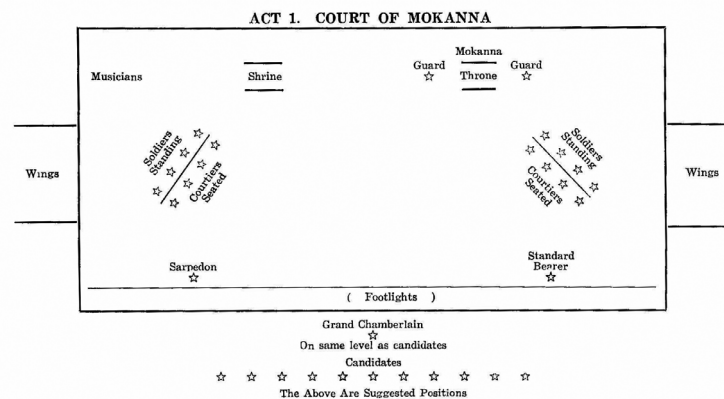 ACT 1. COURT OF MOKANNA
Mokanna
Guard
Guard
Musicians
Shrine
Throne
Soldiers
Standing
Courtiers
Seated
Soldiers
Standing
Courtiers
Seated
Wings
Wings
Sarpedon
Standard
Bearer
( Footlights )
Grand Chamberlain
On same level as candidates
Candidates
The Above Are Suggested Positions